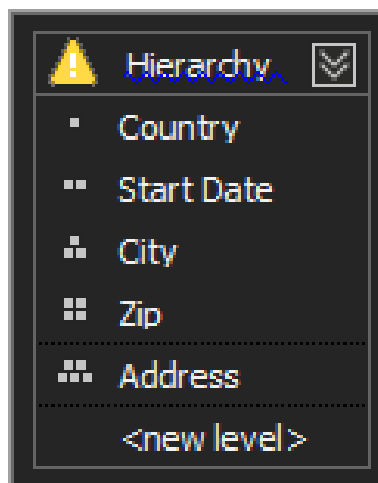 Hierarchy
Country
Start Date
City
Zip
Address
<new level>